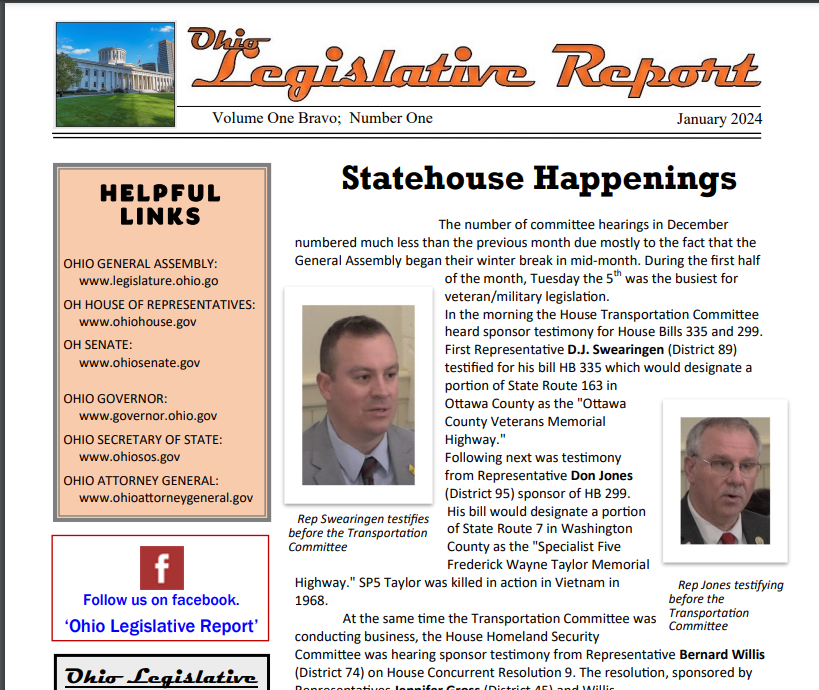 Ohio
Legislative Report
Volume One Bravo;  Number One
January 2024
HELPFUL
LINKS
OHIO GENERAL ASSEMBLY:
www.legislature.ohio.go
OH HOUSE OF REPRESENTATIVES:
www.ohiohouse.gov
OH SENATE:
www.ohiosenate.gov
OHIO GOVERNOR:
www.governor.ohio.gov
OHIO SECRETARY OF STATE:
www.ohiosos.gov
OHIO ATTORNEY GENERAL:
www.ohioattorneygeneral.gov
f
Follow us on facebook.
‘Ohio Legislative Report’
Ohio Legislative
Statehouse Happenings
The number of committee hearings in December
numbered much less than the previous month due mostly to the fact that the
General Assembly began their winter break in mid-month. During the first half
of the month, Tuesday the 5th was the busiest for
veteran/military legislation.
In the morning the House Transportation Committee
heard sponsor testimony for House Bills 335 and 299.
First Representative D.J. Swearingen (District 89)
testified for his bill HB 335 which would designate a
portion of State Route 163 in
Ottawa County as the "Ottawa
County Veterans Memorial
Highway."
Following next was testimony
from Representative Don Jones
(District 95) sponsor of HB 299.
His bill would designate a portion
of State Route 7 in Washington
County as the "Specialist Five
Frederick Wayne Taylor Memorial
Highway." SP5 Taylor was killed in action in Vietnam in
1968.
Rep Swearingen testifies
before the Transportation
Committee
Rep Jones testifying
before the
Transportation
Committee
At the same time the Transportation Committee was
conducting business, the House Homeland Security
Committee was hearing sponsor testimony from Representative Bernard Willis
(District 74) on House Concurrent Resolution 9. The resolution, sponsored by
Representatives Jennifer Gross (District 45) and Willis